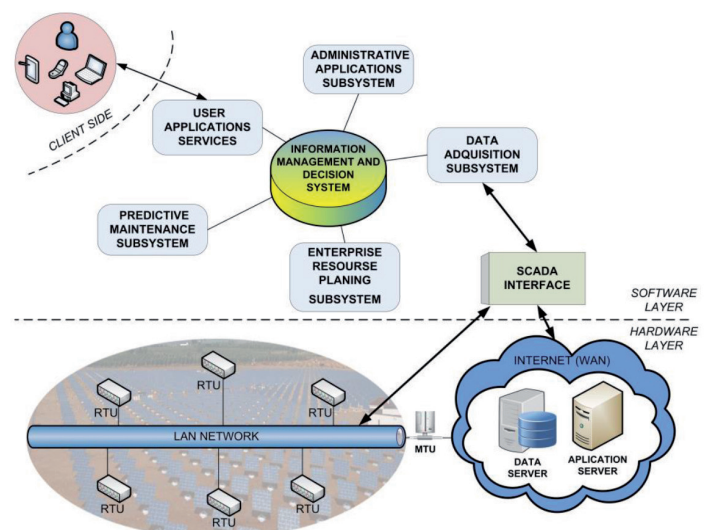 CLIENT SIDE
ADMINISTRATIVE
APPLICATIONS
SUBSYSTEM
USER
APPLICATIONS
SERVICES
INFORMATION
MANAGEMENT AND
DECISION
SYSTEM
DATA
ADQUISITION
SUBSYSTEM
PREDICTIVE
MAINTENANCE
SUBSYSTEM
ENTERPRISE
RESOURSE
PLANING
SUBSYSTEM
SCADA
INTERFACE
SOFTWARE
LAYER
HARDWARE
LAYER
RTU
RTU
RTU
LAN NETWORK
RTU
RTU
RTU
MTU
INTERNET (WAN)
DATA
SERVER
APLICATION
SERVER